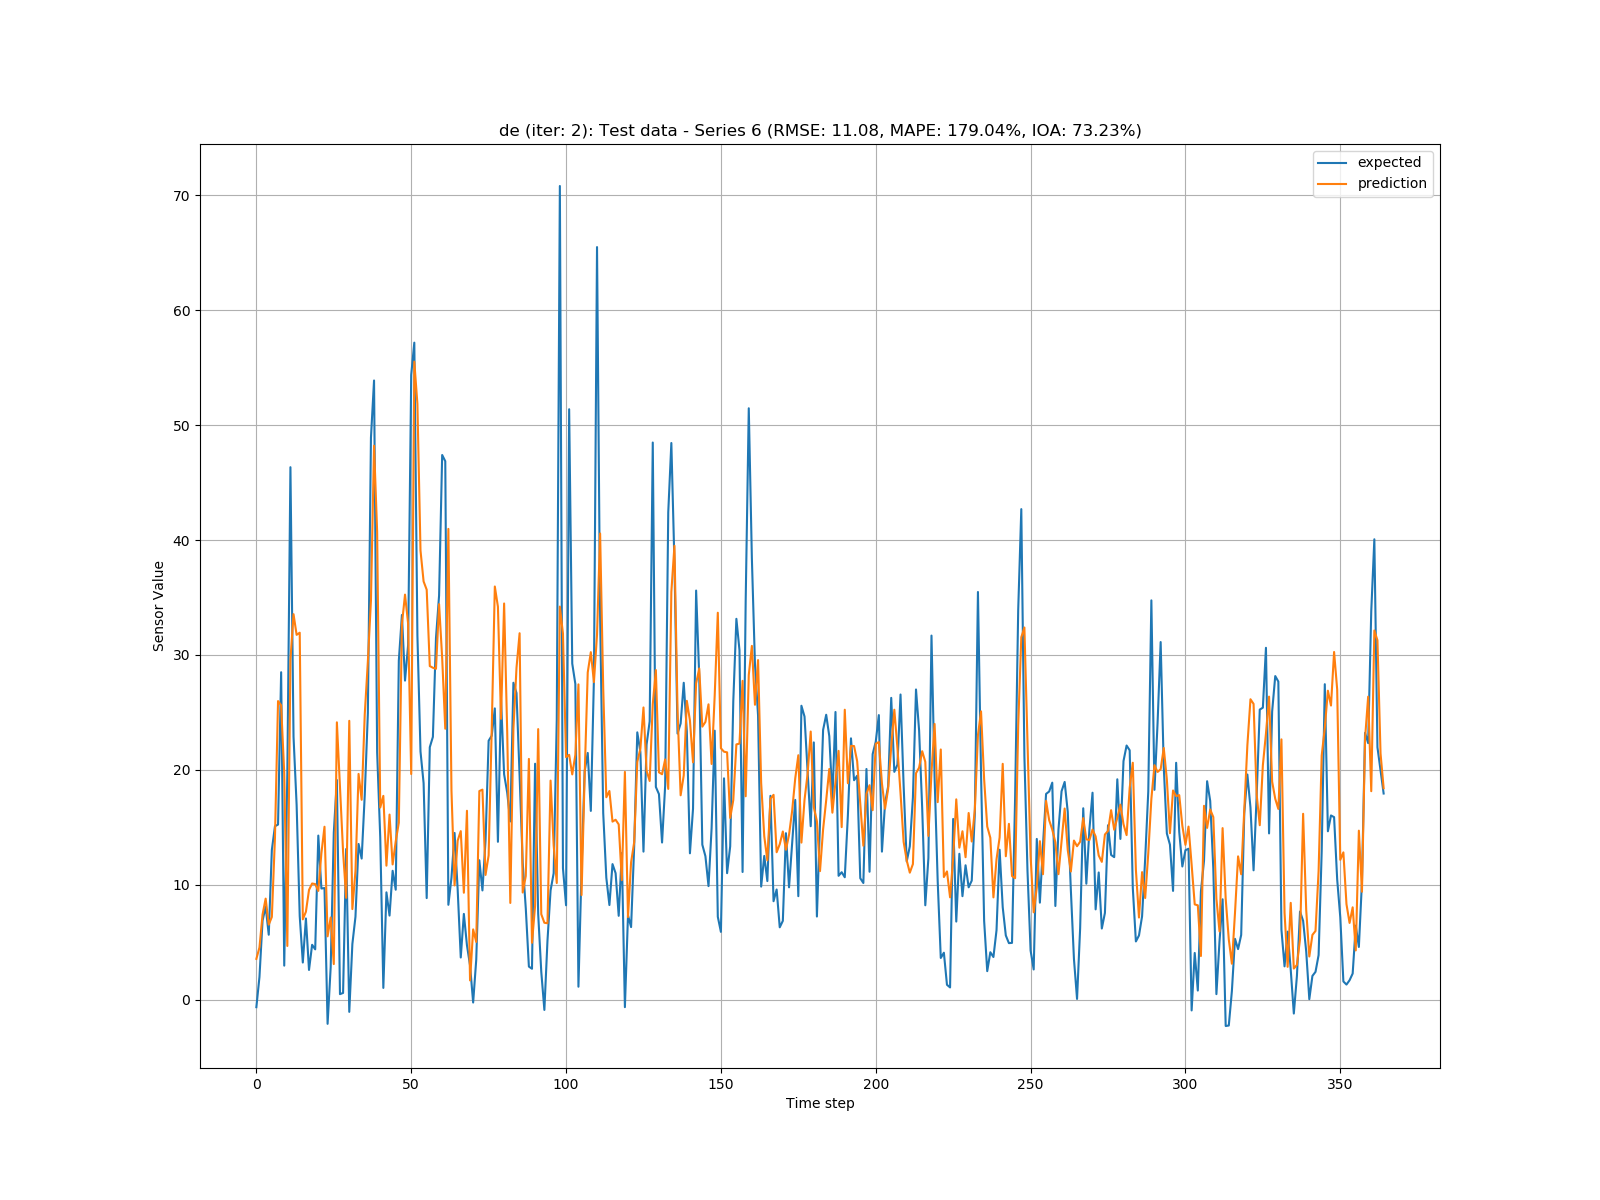 de (iter: 2): Test data - Series 6 (RMSE: 11.08, MAPE: 179.04%, IOA: 73.23%)
expected
prediction
70
60
50
40
30
20
10
0
Sensor Value
0 50 100 150 200 250 300 350
Time step